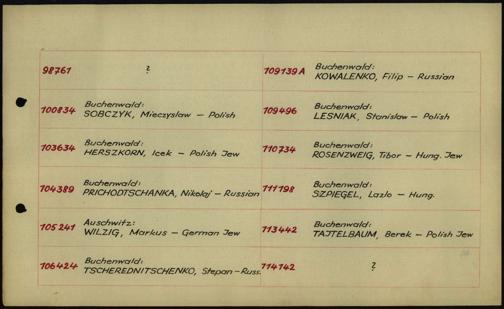 98761 ?
100834 Buchenwald:
SOBCZYK, Mieczyslaw – Polish
103634 Buchenwald:
HERSZKORN, Icek – Polish Jew
104389 Buchenwald:
PRICHODTSCHANKA, Nikolaj – Russian
105241 Auschwitz:
WILZIG, Markus – German Jew
106424 Buchenwald:
TSCHEREDNITSCHENKO, Stepan – Russ.
109139A Buchenwald:
KOWALENKO, Filip – Russian
109496 Buchenwald:
LESNIAK, Stanislaw – Polish
110734 Buchenwald:
ROSENZWEIG, Tibor – Hung. Jew
111198 Buchenwald:
SZPIEGEL, Lazlo – Hung.
113442 Buchenwald:
TAJTELBAUM, Berek – Polish Jew
114142 ?